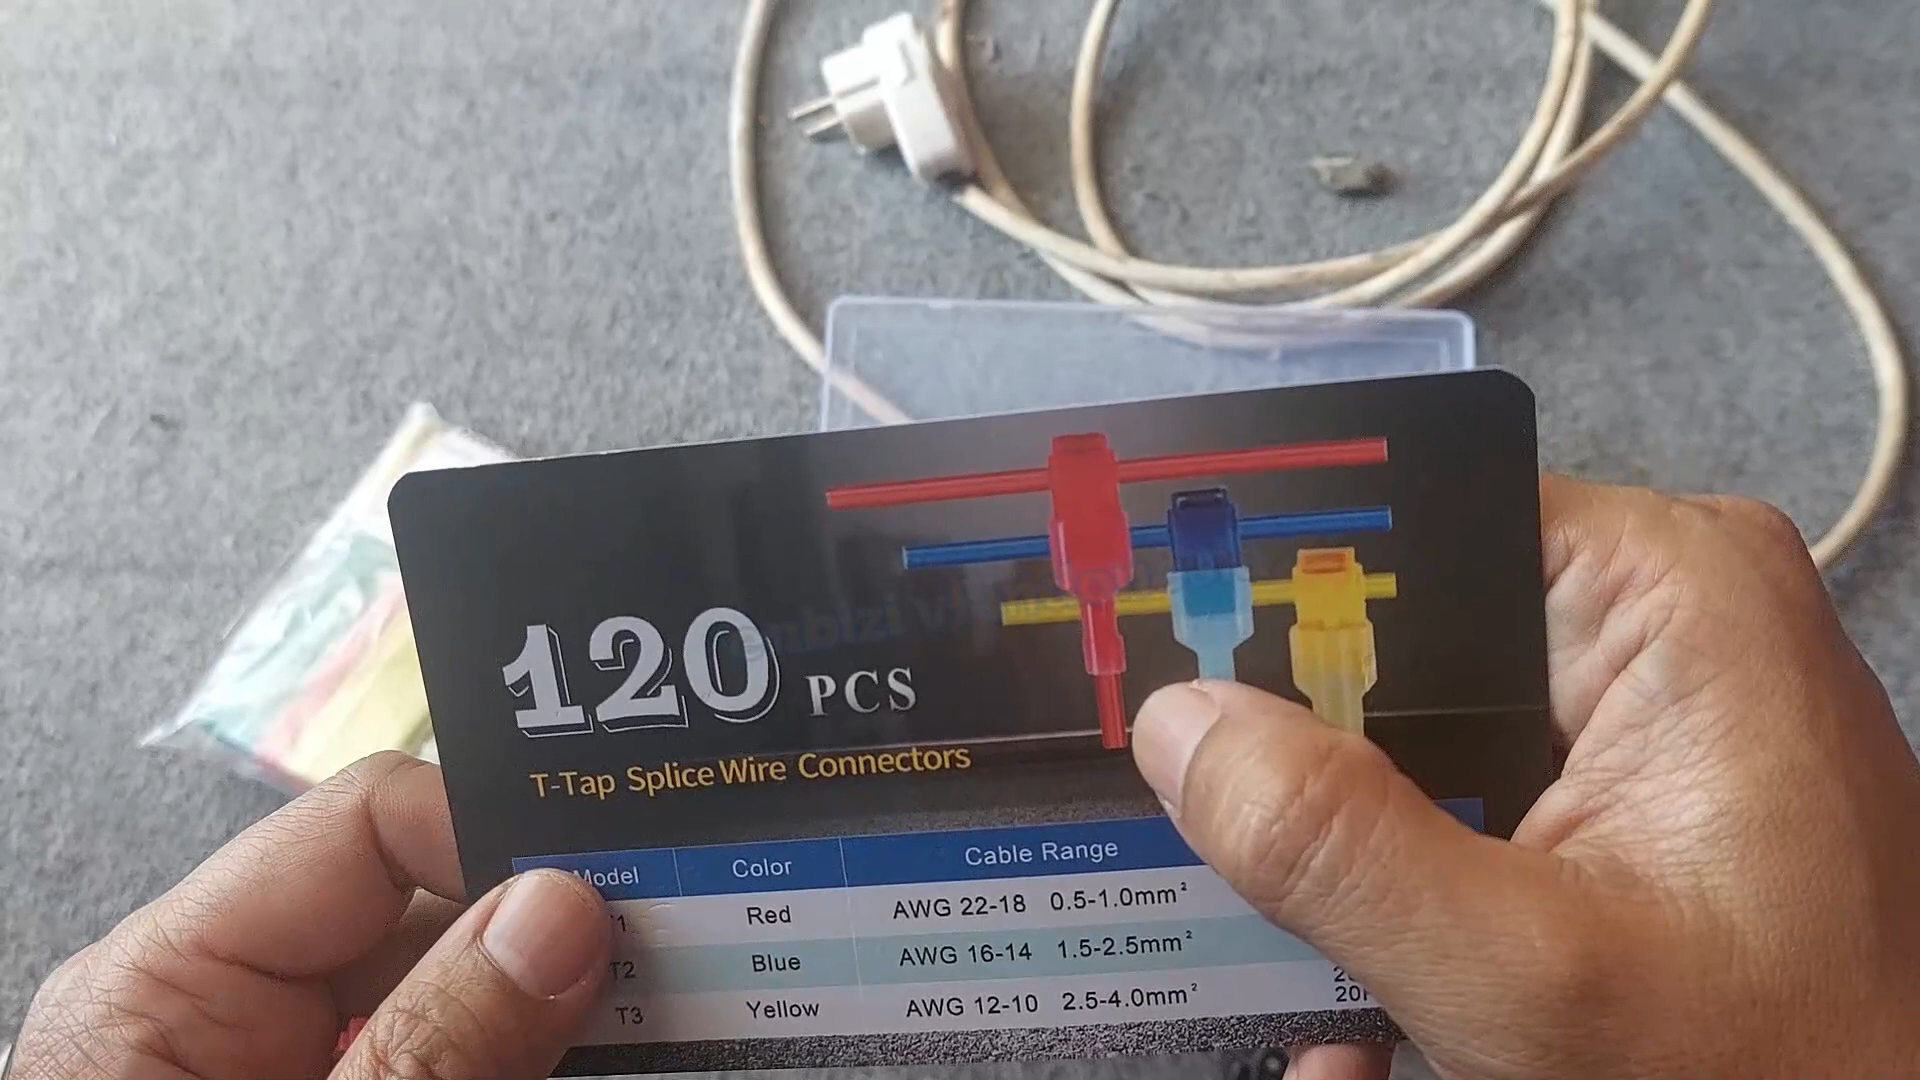 120 PCS
T-Tap Splice Wire Connectors
Model Color Cable Range
Red AWG 22-18 0.5-1.0mm²
T2 Blue AWG 16-14 1.5-2.5mm²
T3 Yellow AWG 12-10 2.5-4.0mm²